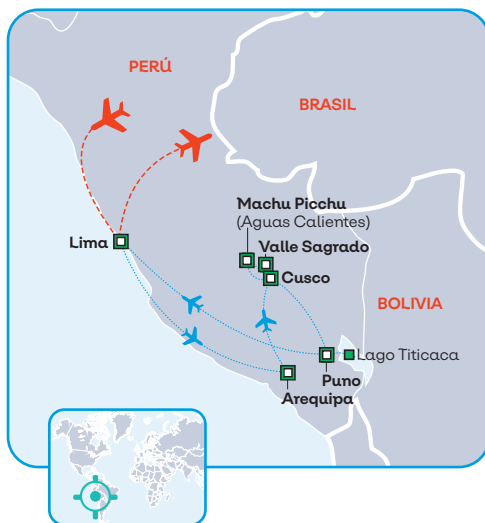 PERÚ
BRASIL
Machu Picchu
(Aguas Calientes)
Lima
Valle Sagrado
Cusco
BOLIVIA
Lago Titicaca
Puno
Arequipa